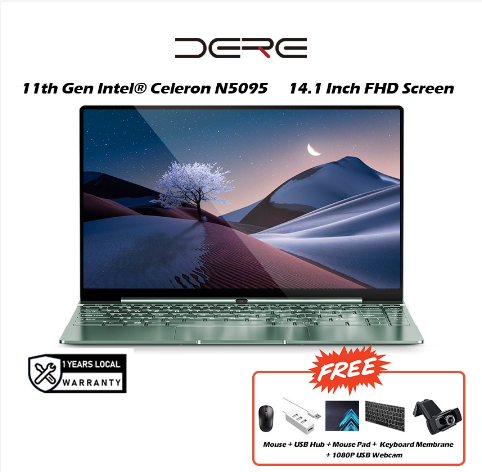 DERE
11th Gen Intel® Celeron N5095 14.1 Inch FHD Screen
1 YEARS LOCAL
WARRANTY
FREE
Mouse + USB Hub + Mouse Pad + Keyboard Membrane
+ 1080P USB Webcam